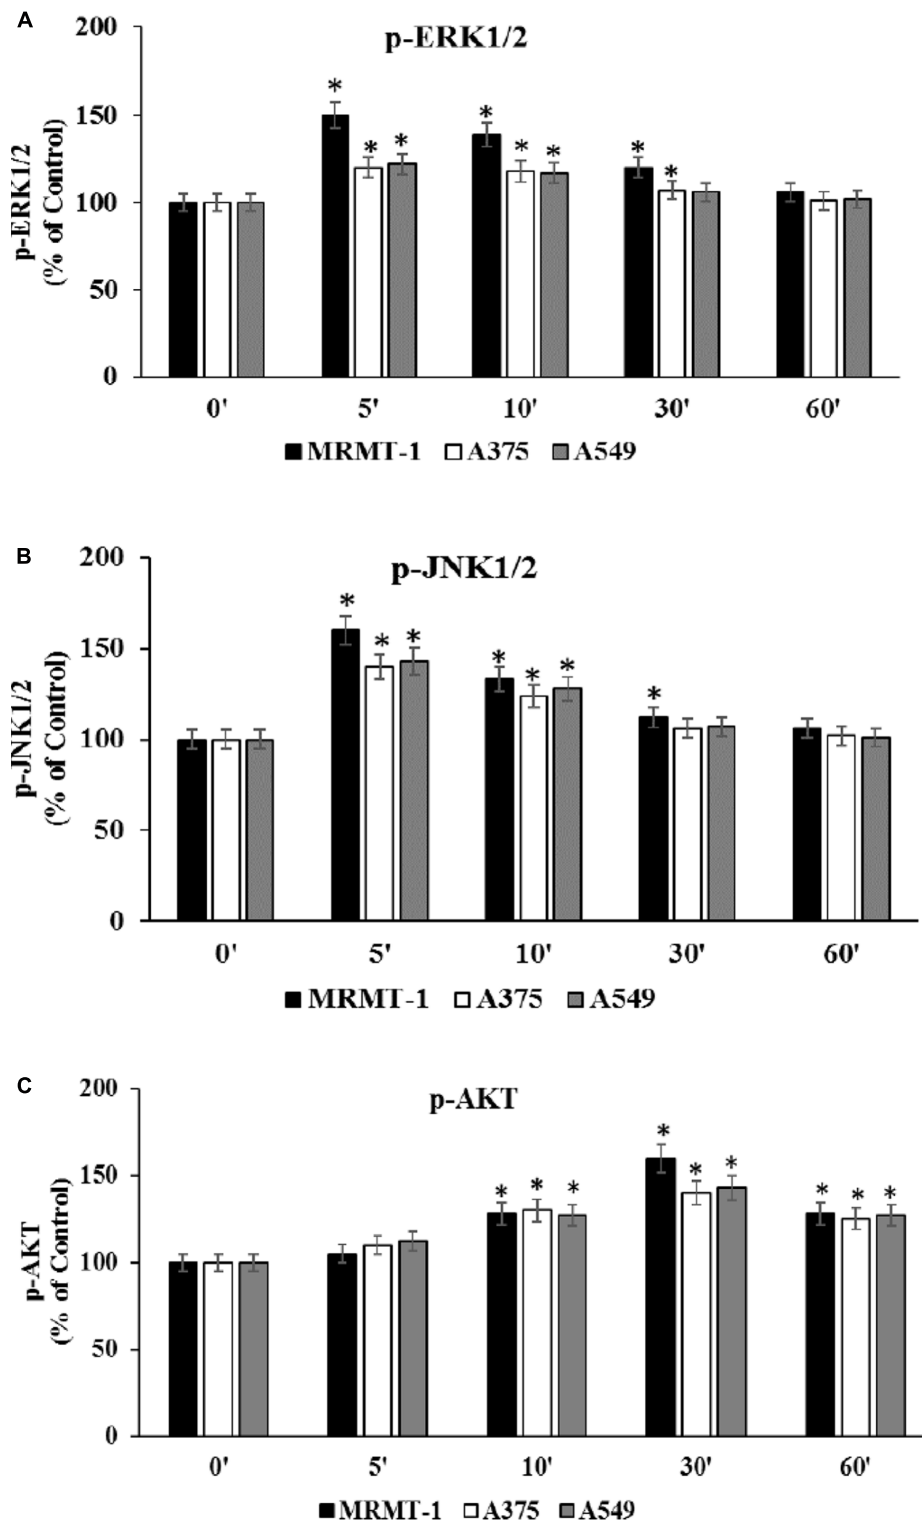 A
p-ERK1/2
200
150
100
50
0
p-ERK1/2
(% of Control)
* * * * * * * *
0' 5' 10' 30' 60'
MRMT-1 A375 A549
B
p-JNK1/2
200
150
100
50
0
p-JNK1/2
(% of Control)
* * * * * * *
0' 5' 10' 30' 60'
MRMT-1 A375 A549
C
p-AKT
200
150
100
50
0
p-AKT
(% of Control)
* * * * * * * * *
0' 5' 10' 30' 60'
MRMT-1 A375 A549